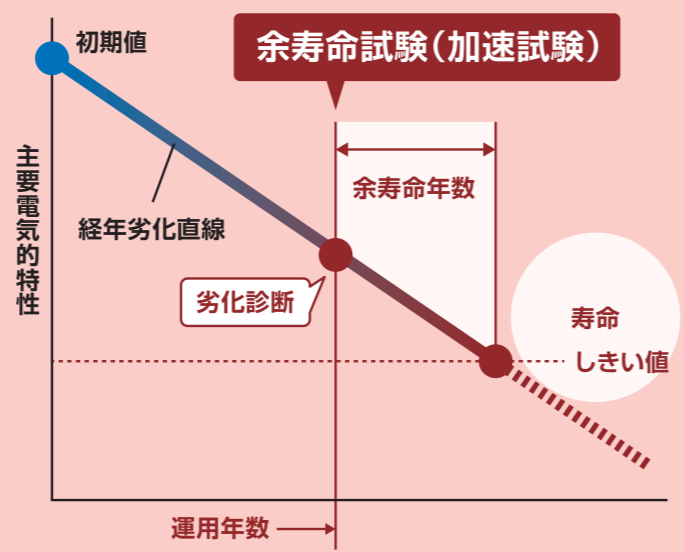 初期値
余寿命試験(加速試験)
主要電気的特性
余寿命年数
経年劣化直線
劣化診断
寿命
しきい値
運用年数